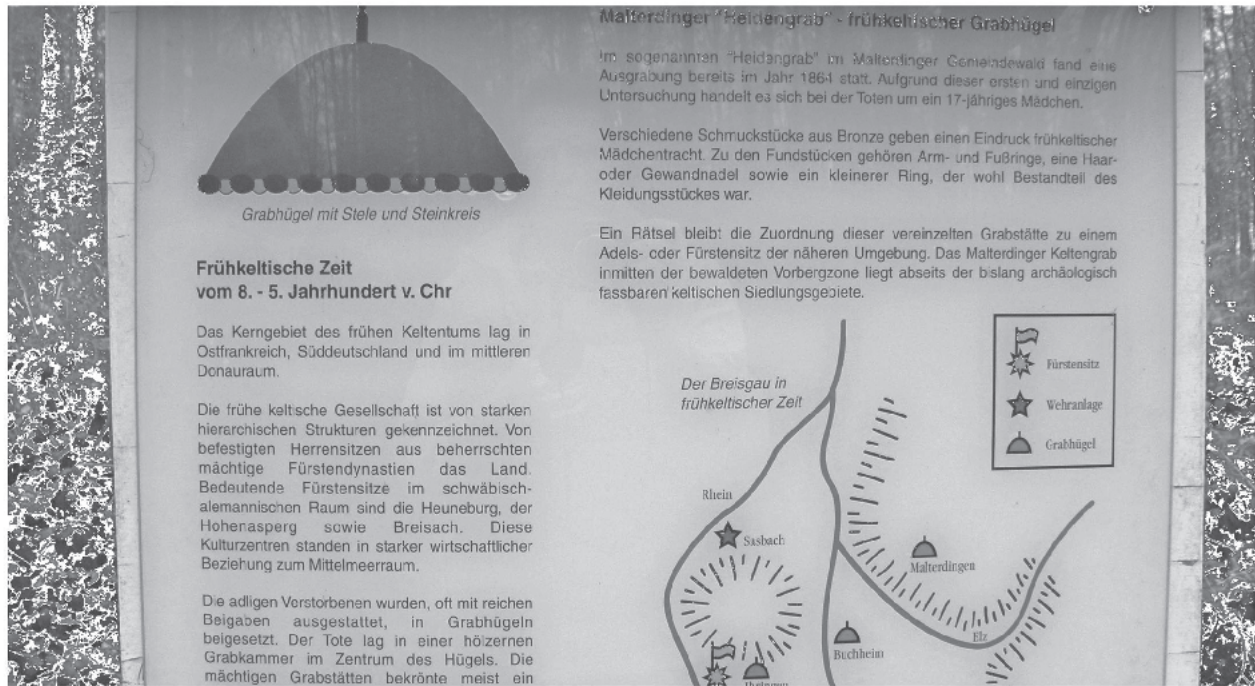 Grabhügel mit Stele und Steinkreis
Frühkeltische Zeit
vom 8. - 5. Jahrhundert v. Chr
Das Kerngebiet des frühen Keltentums lag in
Ostfrankreich, Süddeutschland und im mittleren
Donauraum.
Die frühe keltische Gesellschaft ist von starken
hierarchischen Strukturen gekennzeichnet. Von
befestigten Herrensitzen aus beherrschten
mächtige Fürstendynastien das Land.
Bedeutende Fürstensitze im schwäbisch-
alemannischen Raum sind die Heuneburg, der
Hohenasperg sowie Breisach. Diese
Kulturzentren standen in starker wirtschaftlicher
Beziehung zum Mittelmeerraum.
Die adligen Verstorbenen wurden, oft mit reichen
Beigaben ausgestattet, in Grabhügeln
beigesetzt. Der Tote lag in einer hölzernen
Grabkammer im Zentrum des Hügels. Die
mächtigen Grabstätten bekrönte meist ein
Malterdinger "Heidengrab" - frühkeltischer Grabhügel
Im sogenannten "Heidengrab" im Malterdinger Gemeindewald fand eine
Ausgrabung bereits im Jahr 1864 statt. Aufgrund dieser ersten und einzigen
Untersuchung handelt es sich bei der Toten um ein 17-jähriges Mädchen.
Verschiedene Schmuckstücke aus Bronze geben einen Eindruck frühkeltischer
Mädchentracht. Zu den Fundstücken gehören Arm- und Fußringe, eine Haar-
oder Gewandnadel sowie ein kleinerer Ring, der wohl Bestandteil des
Kleidungsstückes war.
Ein Rätsel bleibt die Zuordnung dieser vereinzelten Grabstätte zu einem
Adels- oder Fürstensitz der näheren Umgebung. Das Malterdinger Keltengrab
inmitten der bewaldeten Vorbergzone liegt abseits der bislang archäologisch
fassbaren keltischen Siedlungsgebiete.
Der Breisgau in
frühkeltischer Zeit
Fürstensitz
Wehranlage
Grabhügel
Rhein
Sasbach
Malterdingen
Elz
Buchheim